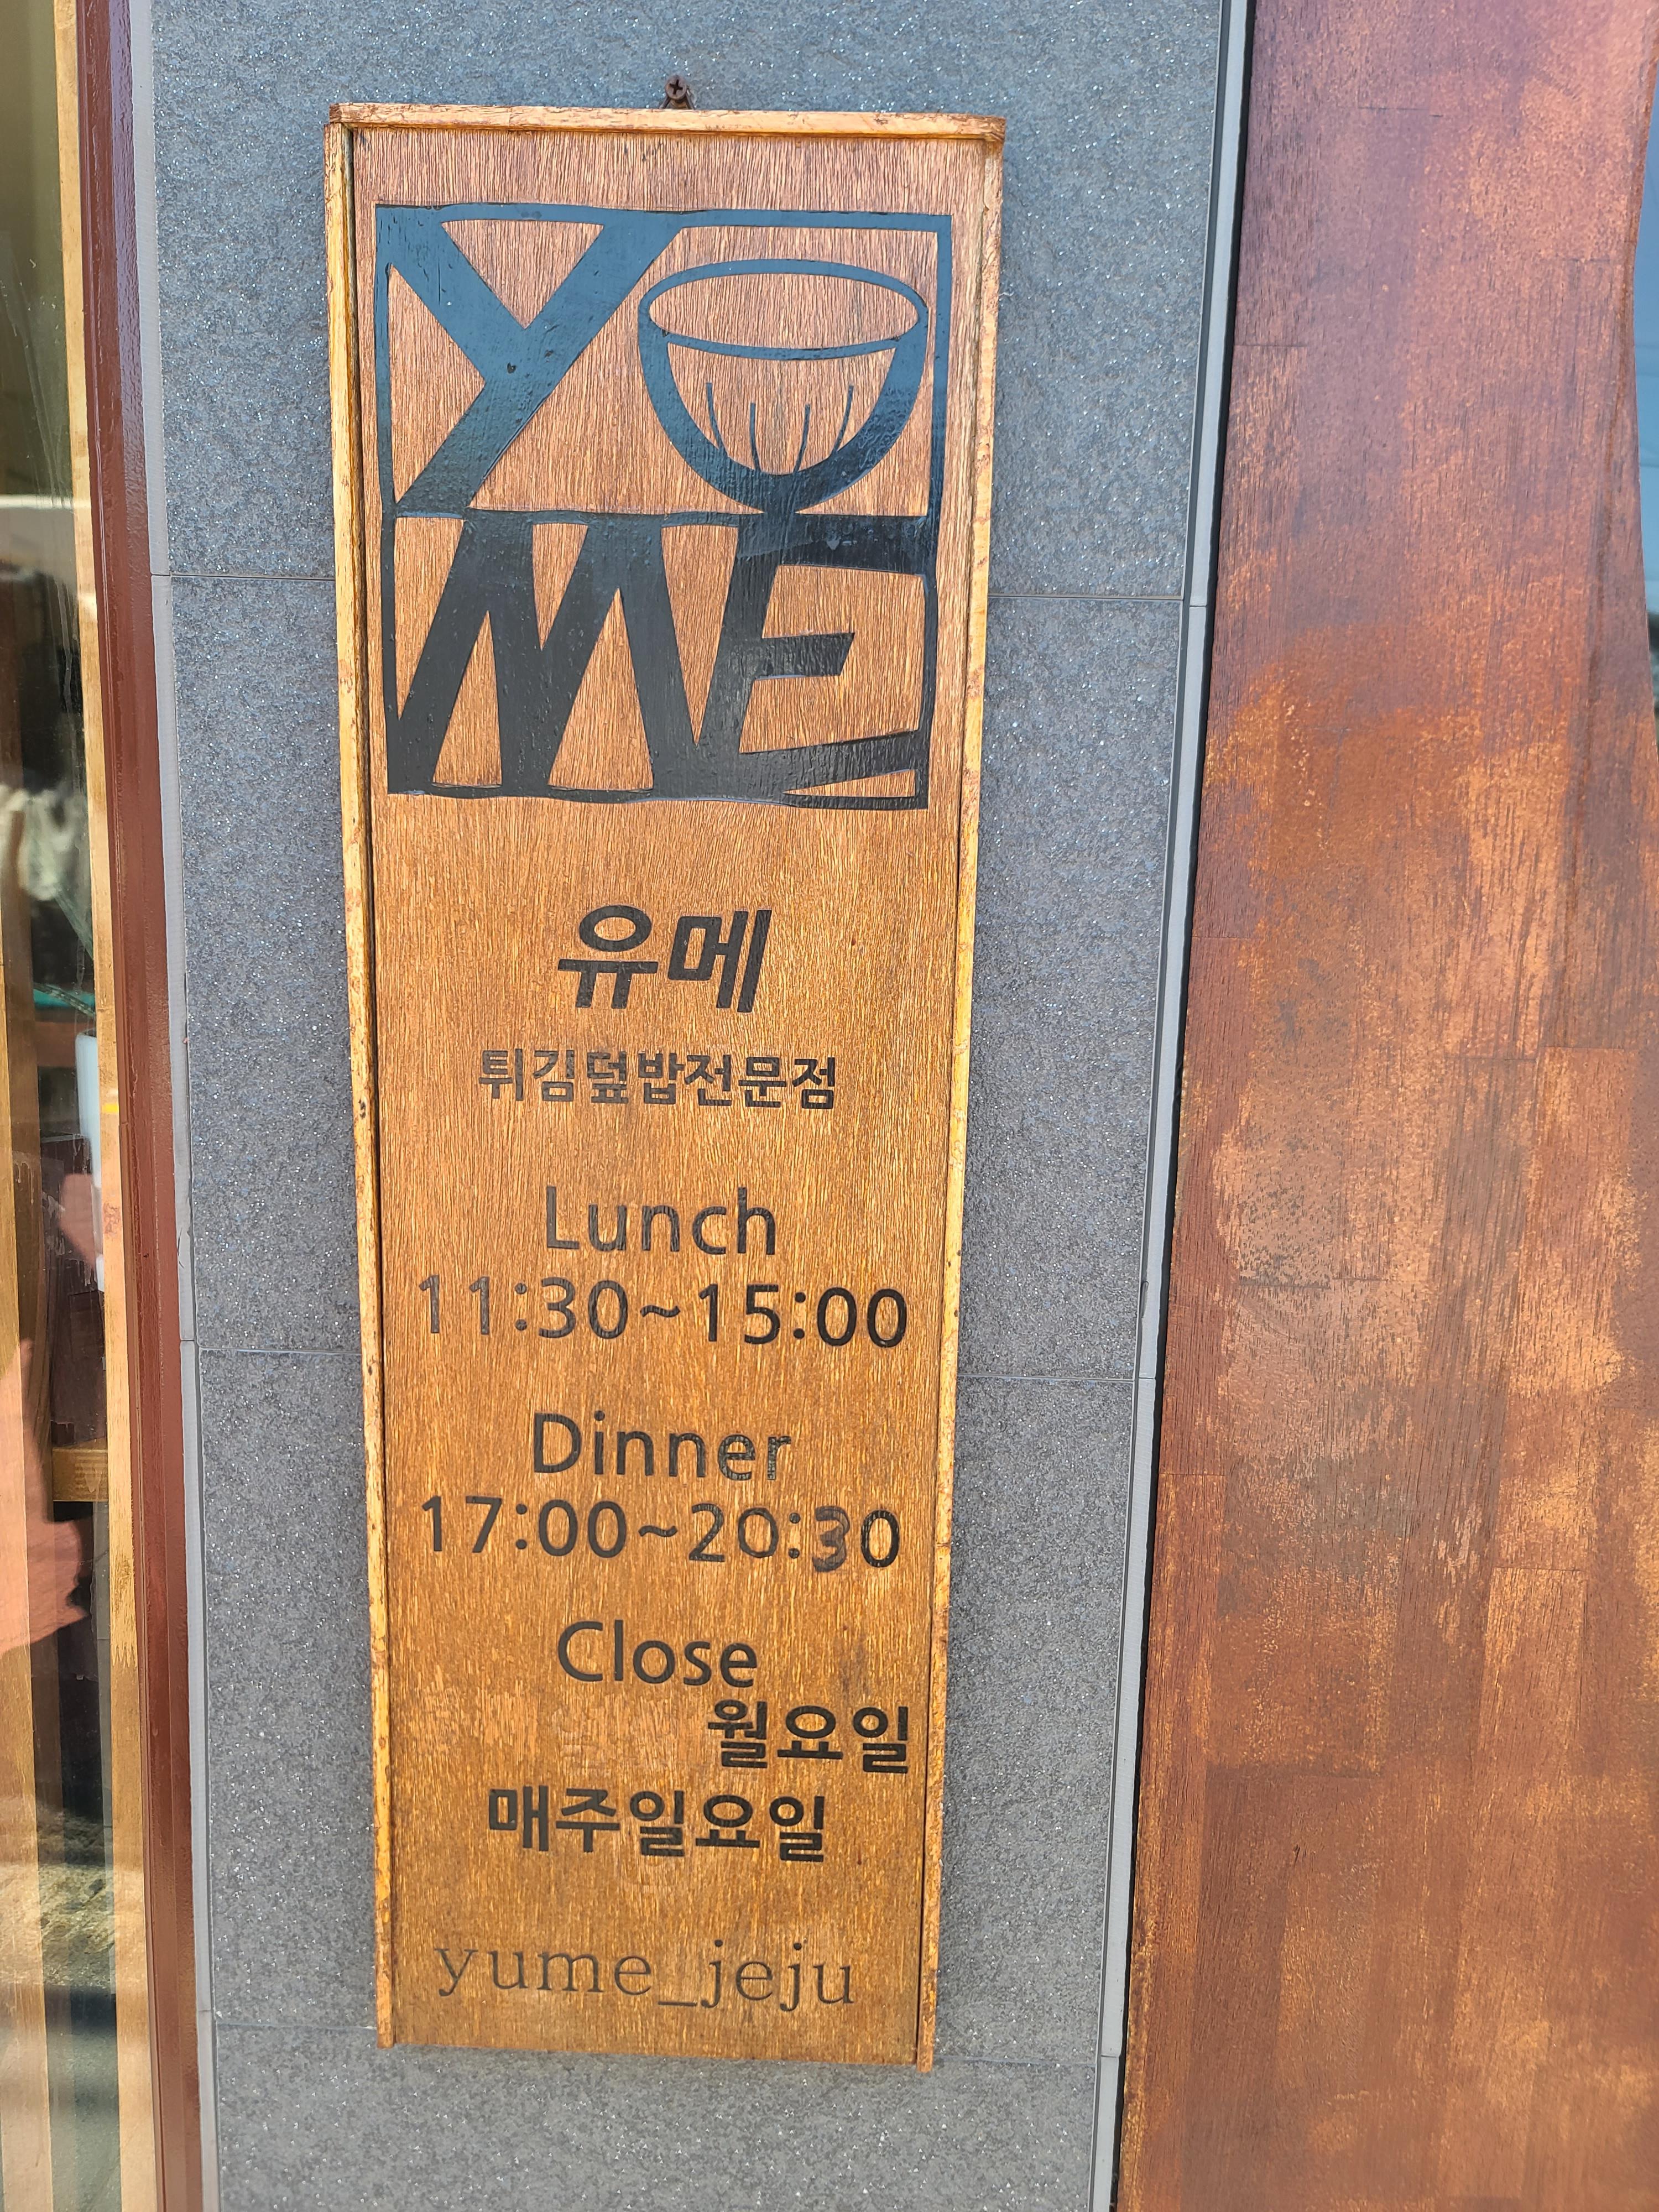 YUME
유메
튀김덮밥전문점
Lunch
11:30~15:00
Dinner
17:00~20:30
Close
월요일
매주일요일
yume_jeju